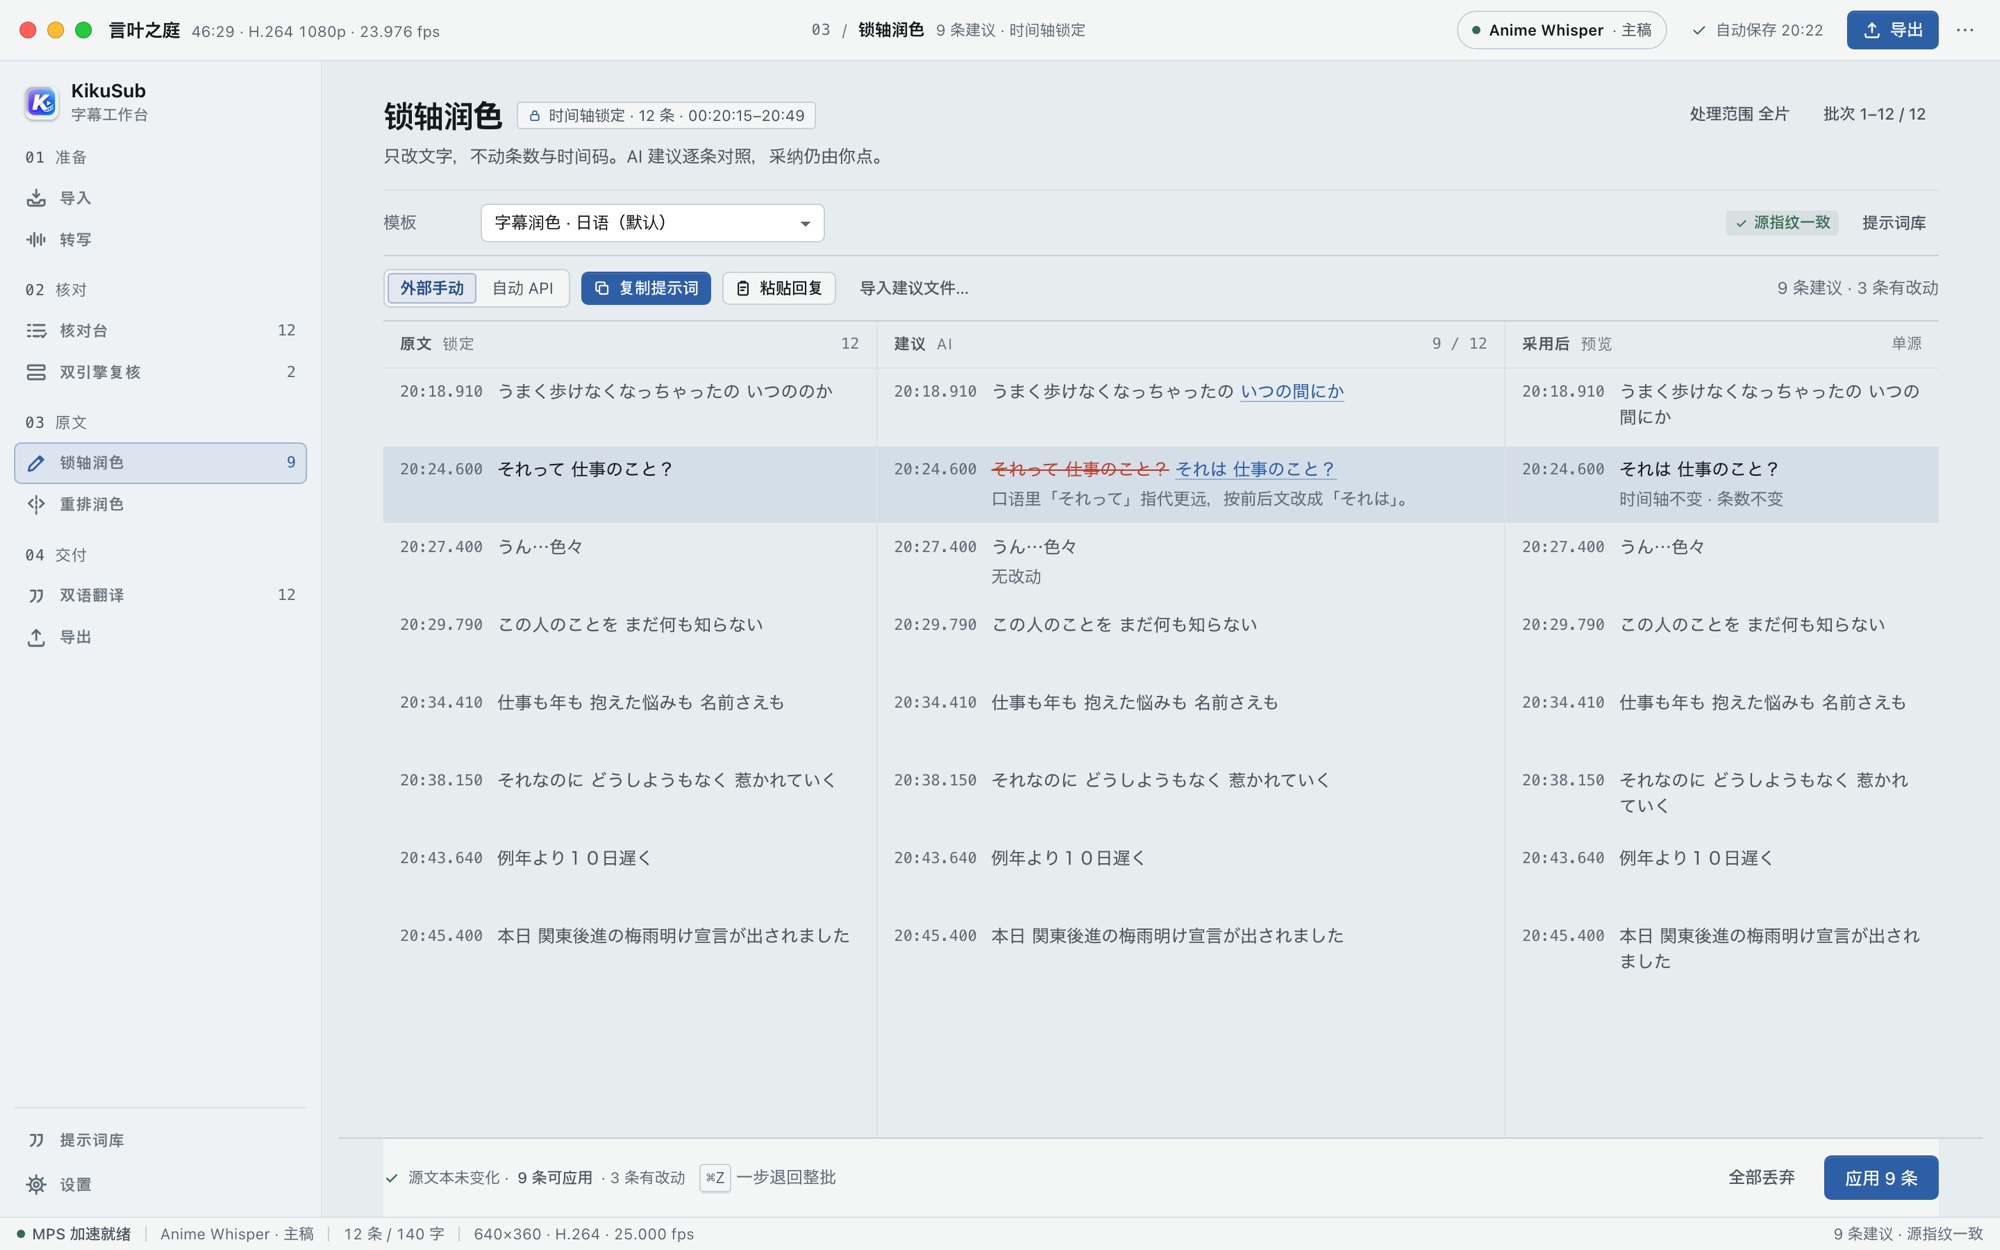 言叶之庭 46:29 · H.264 1080p · 23.976 fps
03 / 锁轴润色 9 条建议 · 时间轴锁定
Anime Whisper · 主稿
自动保存 20:22
导出
KikuSub
字幕工作台
01 准备
导入
转写
02 核对
核对台 12
双引擎复核 2
03 原文
锁轴润色 9
重排润色
04 交付
双语翻译 12
导出
提示词库
设置
锁轴润色
时间轴锁定 · 12 条 · 00:20:15–20:49
处理范围 全片
批次 1–12 / 12
只改文字，不动条数与时间码。AI 建议逐条对照，采纳仍由你点。
模板
字幕润色 · 日语（默认）
源指纹一致
提示词库
外部手动
自动 API
复制提示词
粘贴回复
导入建议文件...
9 条建议 · 3 条有改动
原文 锁定 12
建议 AI 9 / 12
采用后 预览 单源
20:18.910 うまく歩けなくなっちゃったの いつののか
20:18.910 うまく歩けなくなっちゃったの いつの間にか
20:18.910 うまく歩けなくなっちゃったの いつの
間にか
20:24.600 それって 仕事のこと？
20:24.600 それって 仕事のこと？ それは 仕事のこと？
口语里「それって」指代更远，按前后文改成「それは」。
20:24.600 それは 仕事のこと？
时间轴不变 · 条数不变
20:27.400 うん…色々
20:27.400 うん…色々
无改动
20:27.400 うん…色々
20:29.790 この人のことを まだ何も知らない
20:29.790 この人のことを まだ何も知らない
20:29.790 この人のことを まだ何も知らない
20:34.410 仕事も年も 抱えた悩みも 名前さえも
20:34.410 仕事も年も 抱えた悩みも 名前さえも
20:34.410 仕事も年も 抱えた悩みも 名前さえも
20:38.150 それなのに どうしようもなく 惹かれていく
20:38.150 それなのに どうしようもなく 惹かれていく
20:38.150 それなのに どうしようもなく 惹かれ
ていく
20:43.640 例年より１０日遅く
20:43.640 例年より１０日遅く
20:43.640 例年より１０日遅く
20:45.400 本日 関東後進の梅雨明け宣言が出されました
20:45.400 本日 関東後進の梅雨明け宣言が出されました
20:45.400 本日 関東後進の梅雨明け宣言が出され
ました
源文本未变化 · 9 条可应用 · 3 条有改动 ⌘Z 一步退回整批
全部丢弃
应用 9 条
MPS 加速就绪
Anime Whisper · 主稿
12 条 / 140 字
640×360 · H.264 · 25.000 fps
9 条建议 · 源指纹一致